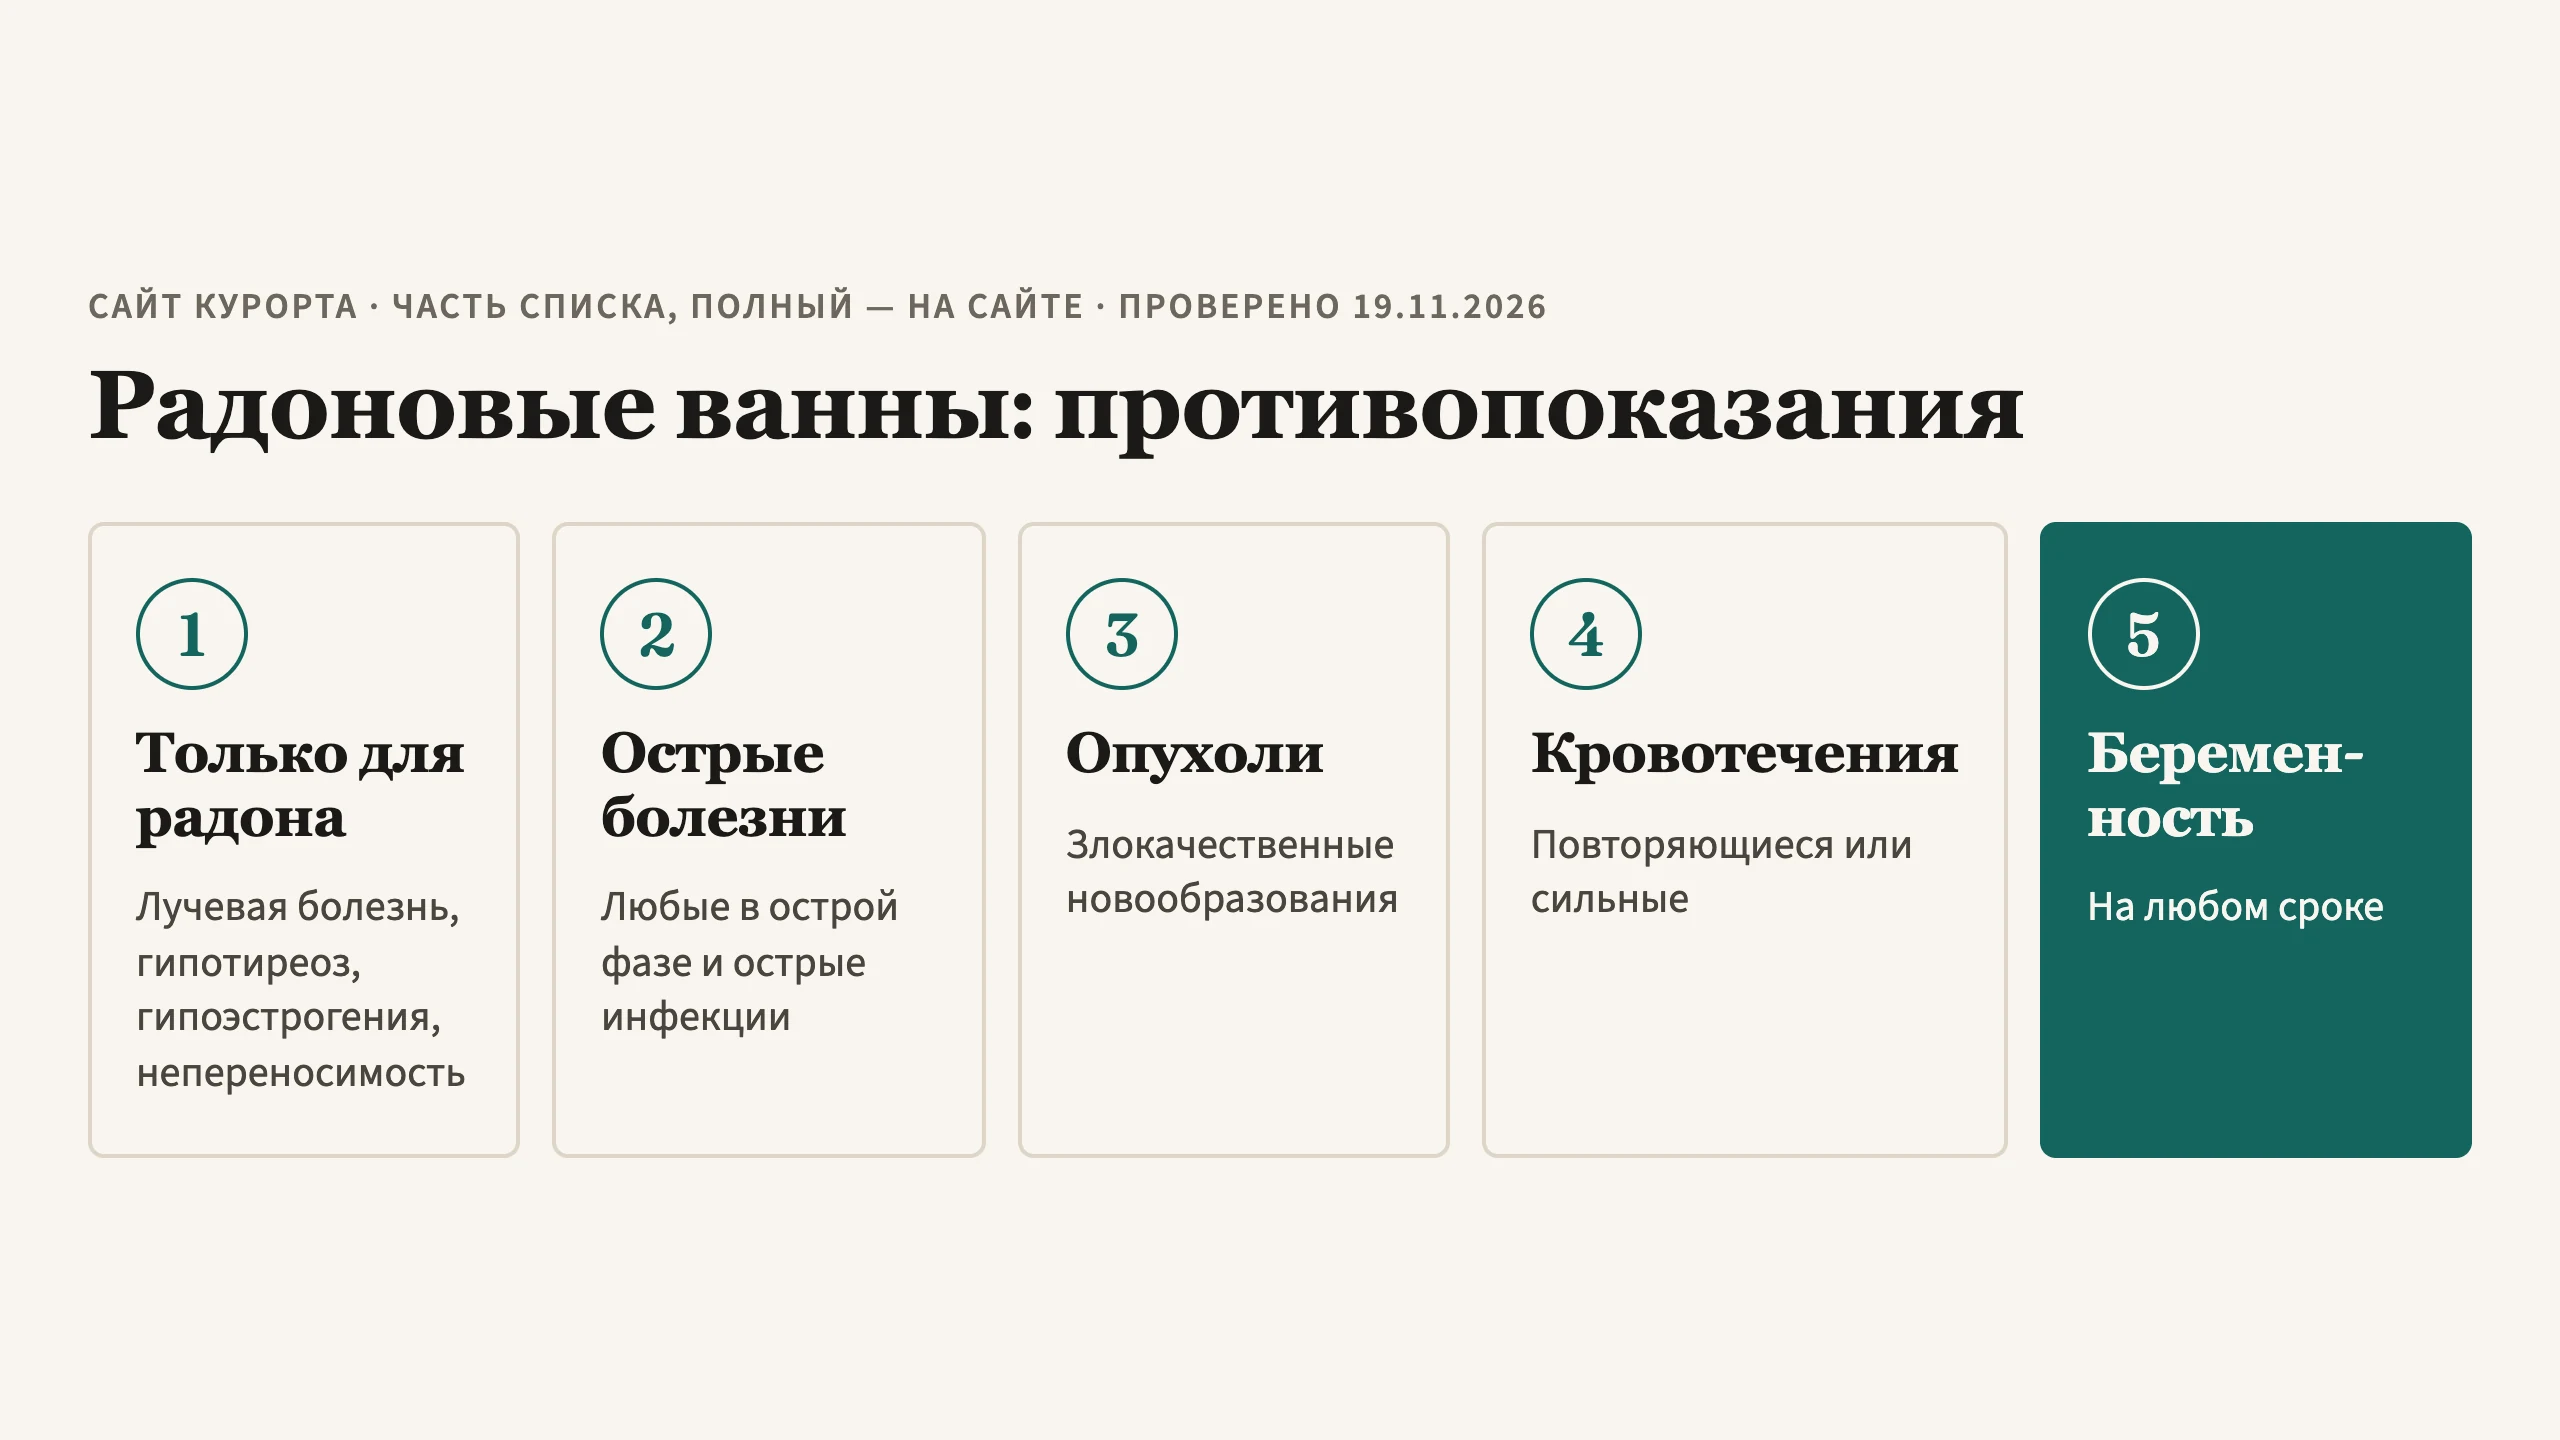 САЙТ КУРОРТА · ЧАСТЬ СПИСКА, ПОЛНЫЙ — НА САЙТЕ · ПРОВЕРЕНО 19.11.2026
Радоновые ванны: противопоказания
1
Только для
радона
Лучевая болезнь,
гипотиреоз,
гипоэстрогения,
непереносимость
2
Острые
болезни
Любые в острой
фазе и острые
инфекции
3
Опухоли
Злокачественные
новообразования
4
Кровотечения
Повторяющиеся или
сильные
5
Беремен-
ность
На любом сроке